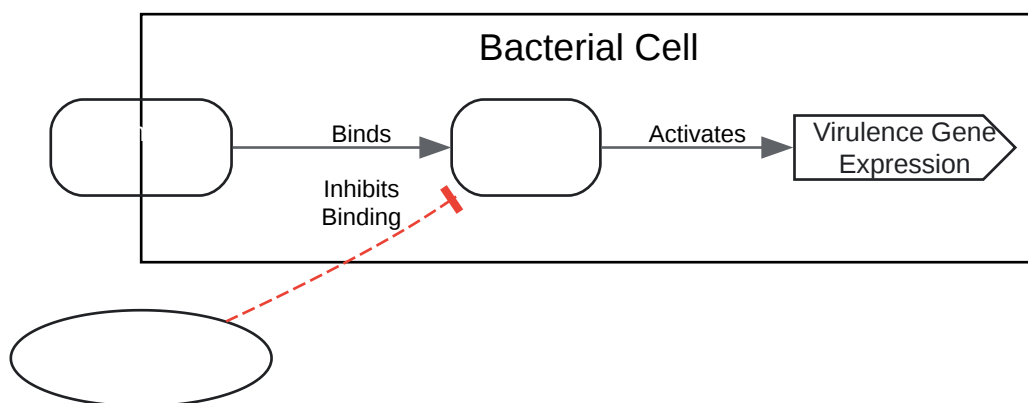 Bacterial Cell
Binds
Activates
Virulence Gene
Expression
Inhibits
Binding